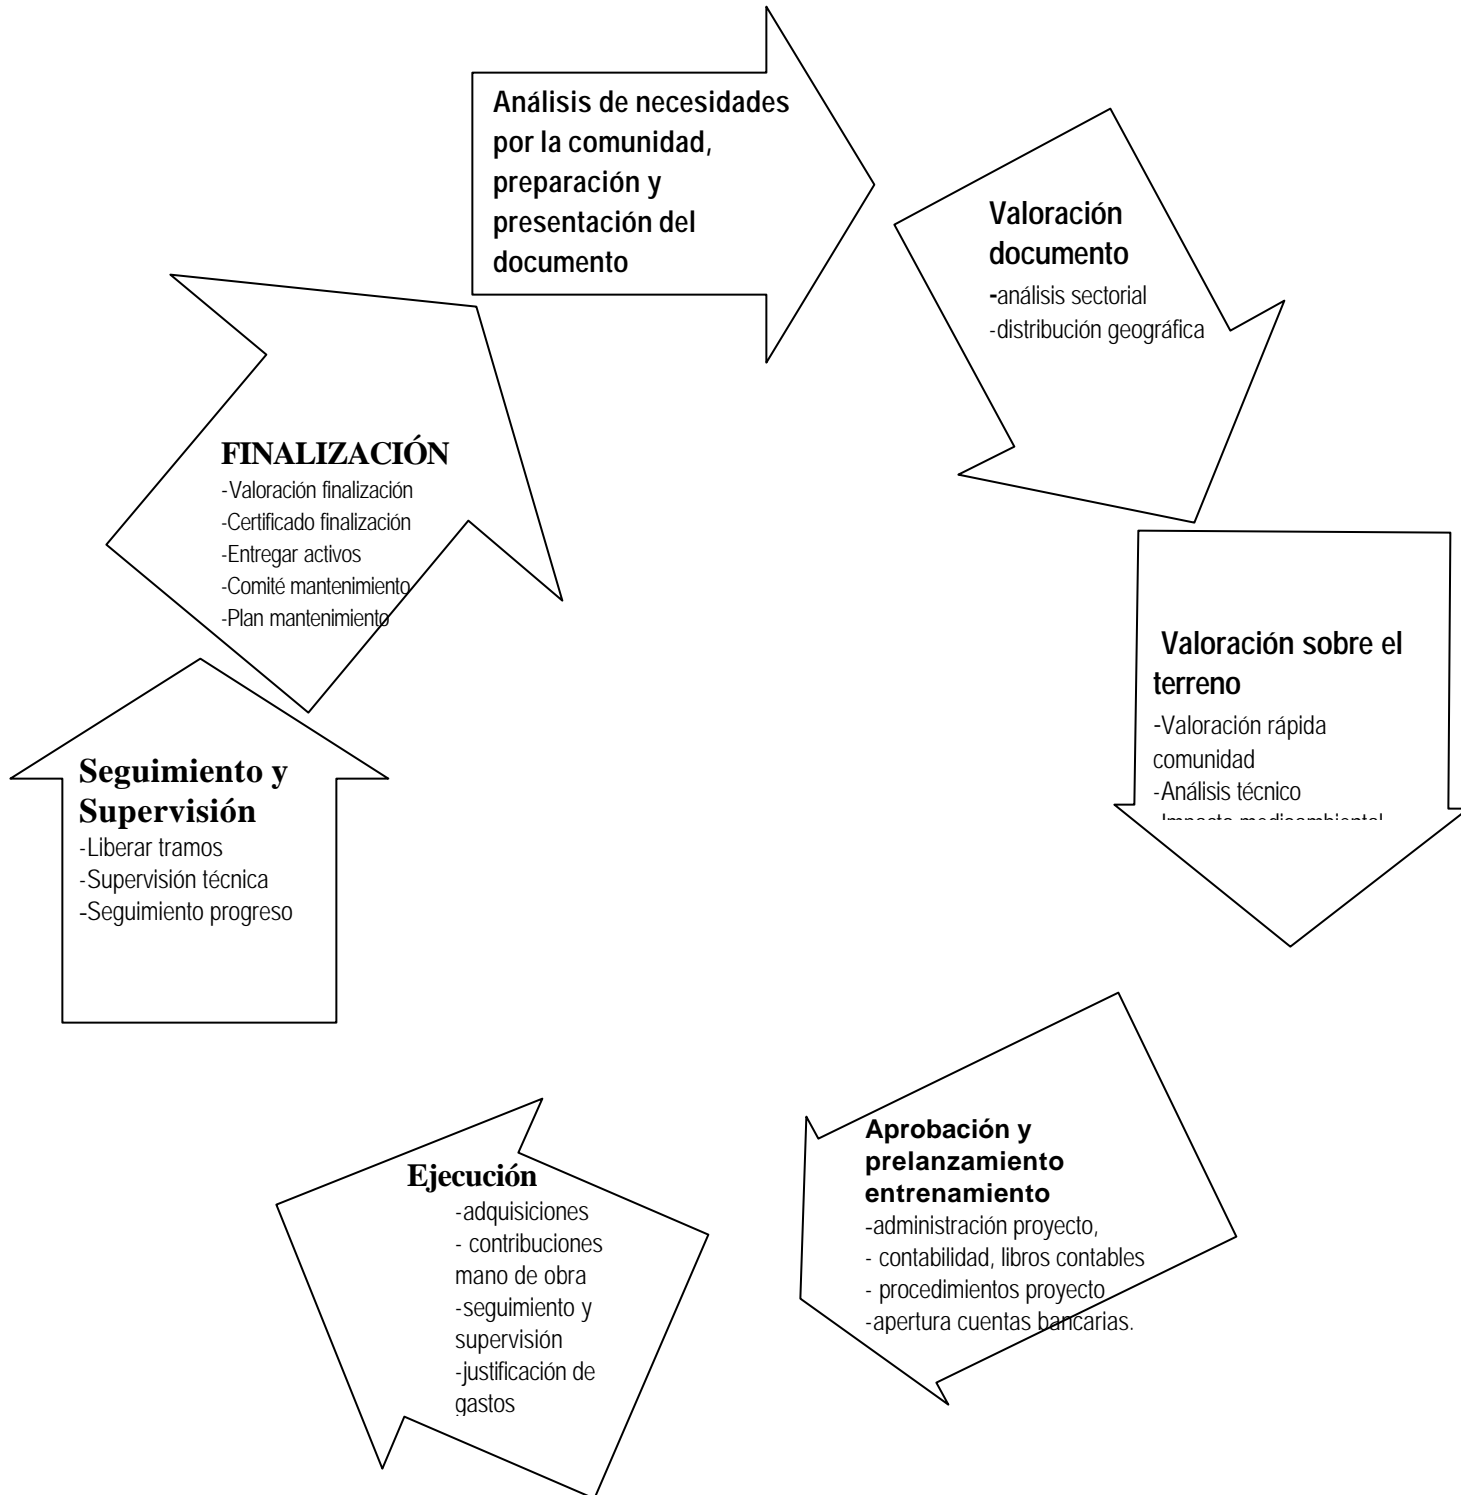 Análisis de necesidades
por la comunidad,
preparación y
presentación del
documento
Valoración
documento
-análisis sectorial
-distribución geográfica
Valoración sobre el
terreno
-Valoración rápida
comunidad
-Análisis técnico
-Impacto medioambiental
Aprobación y
prelanzamiento
entrenamiento
-administración proyecto,
- contabilidad, libros contables
- procedimientos proyecto
-apertura cuentas bancarias.
Ejecución
-adquisiciones
- contribuciones
mano de obra
-seguimiento y
supervisión
-justificación de
gastos
Seguimiento y
Supervisión
-Liberar tramos
-Supervisión técnica
-Seguimiento progreso
FINALIZACIÓN
-Valoración finalización
-Certificado finalización
-Entregar activos
-Comité mantenimiento
-Plan mantenimiento